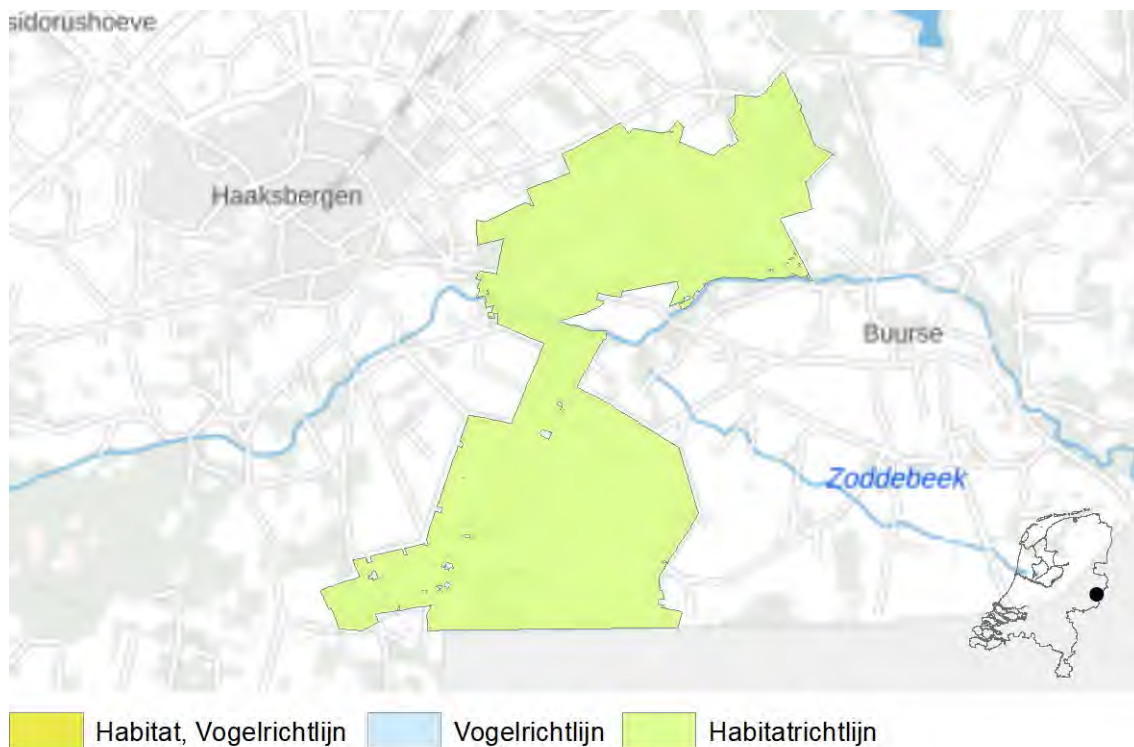 sidorushoeve
Haaksbergen
Buurse
Zoddebeek
Habitat, Vogelrichtlijn
Vogelrichtlijn
Habitatrichtlijn